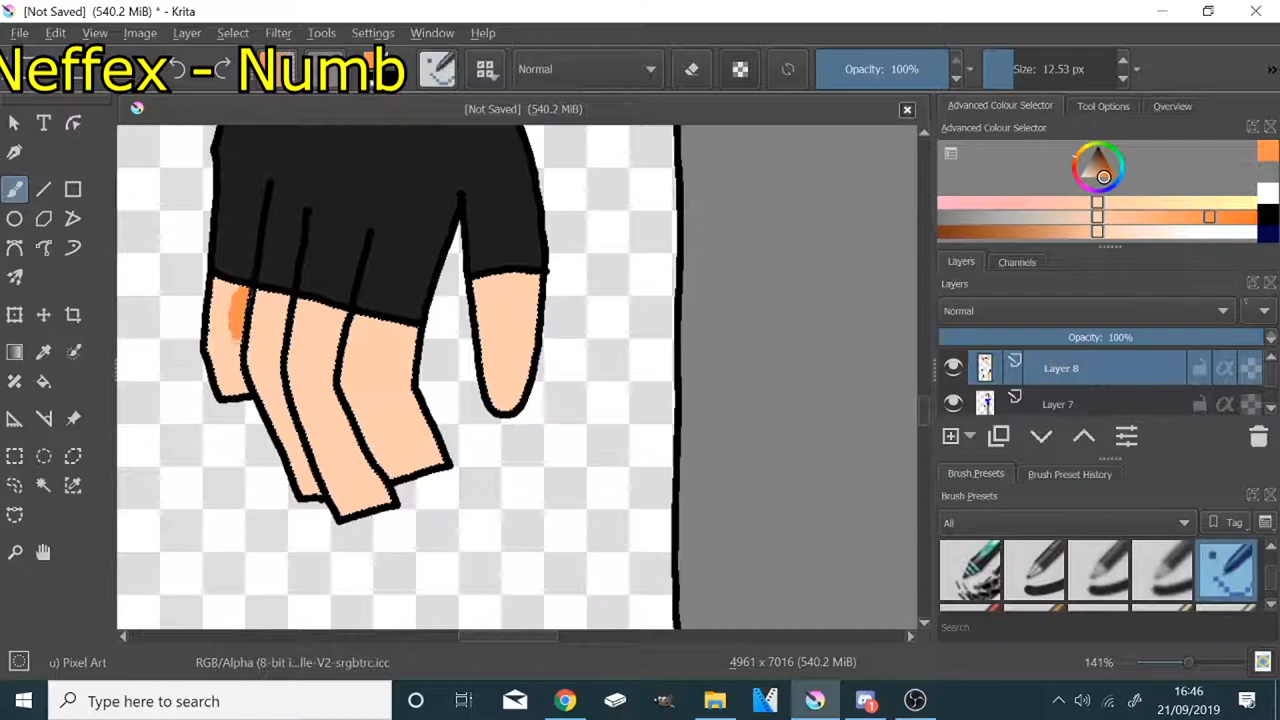 [Not Saved] (540.2 MiB) * - Krita
File Edit View Image Layer Select Filter Tools Settings Window Help
Neffex - Numb
Normal Opacity: 100% Size: 12.53 px
[Not Saved] (540.2 MiB)
Advanced Colour Selector Tool Options Overview
Advanced Colour Selector
Layers Channels
Layers
Normal
Opacity: 100%
Layer 8
Layer 7
Brush Presets Brush Preset History
Brush Presets
All Tag
Search
u) Pixel Art RGB/Alpha (8-bit i...lle-V2-srgbtrc.icc 4961 x 7016 (540.2 MiB) 141%
Type here to search
1
16:46
21/09/2019